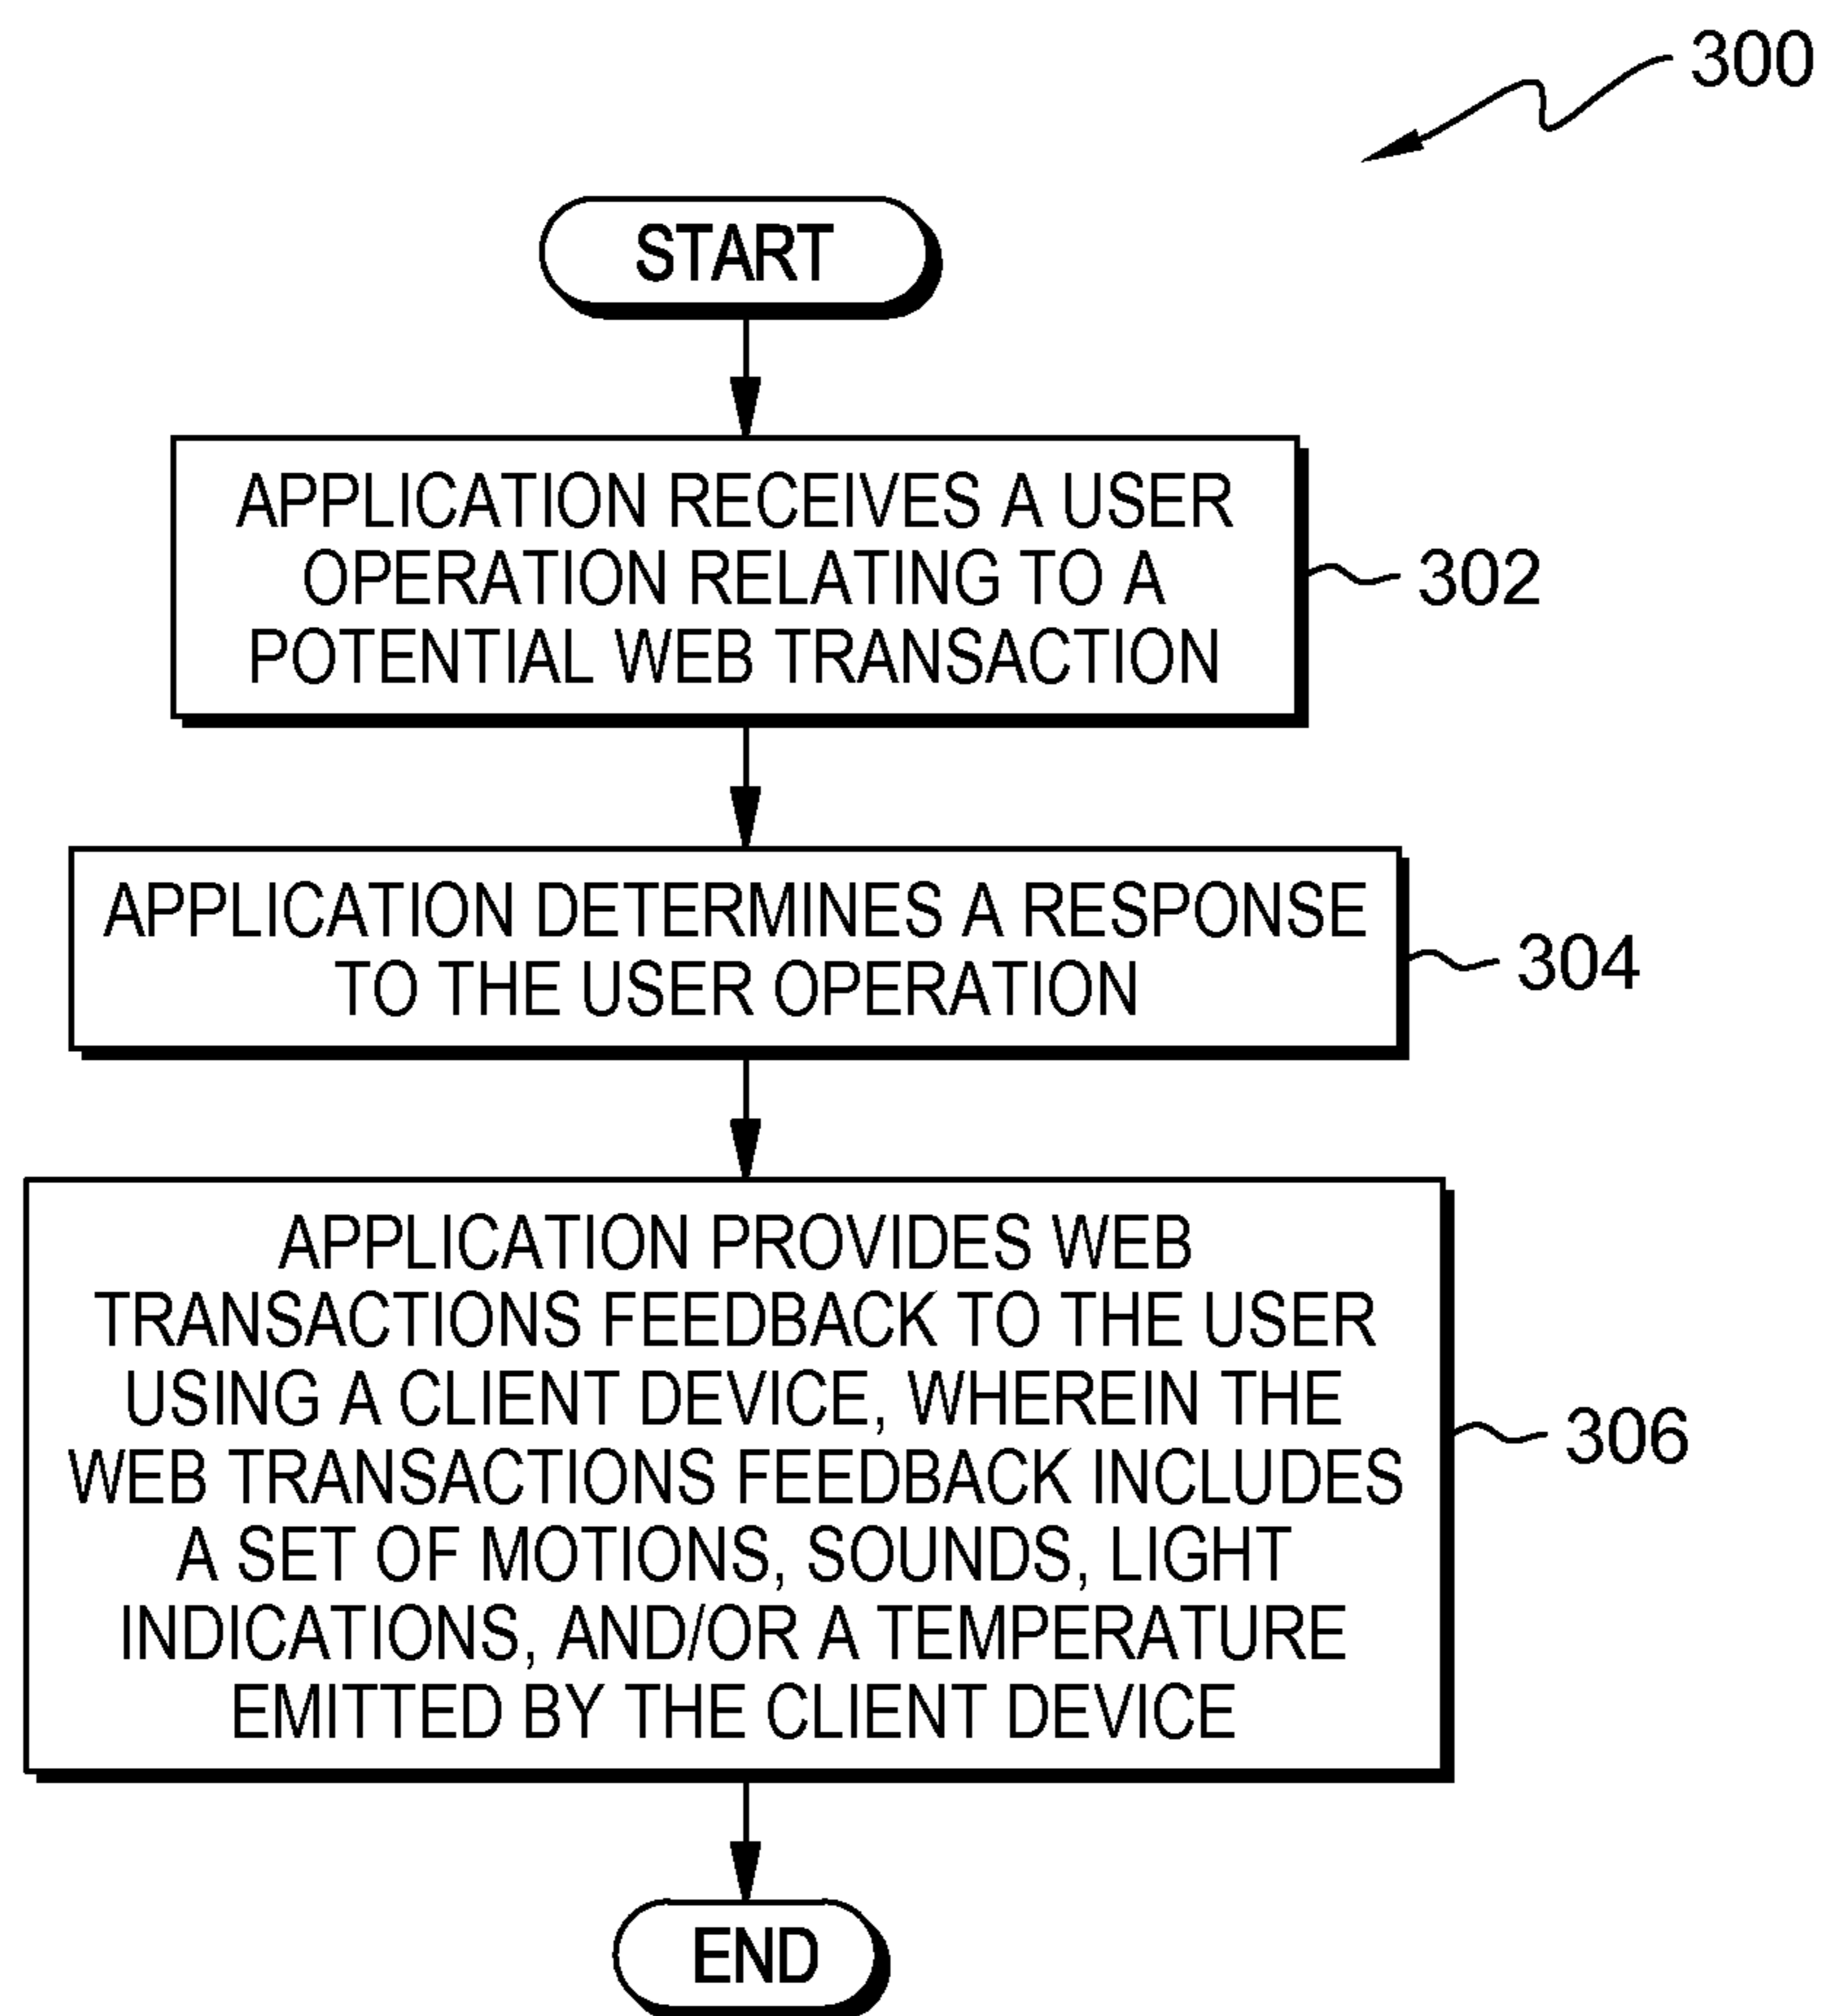 300
START
APPLICATION RECEIVES A USER
OPERATION RELATING TO A
POTENTIAL WEB TRANSACTION
302
APPLICATION DETERMINES A RESPONSE
TO THE USER OPERATION
304
APPLICATION PROVIDES WEB
TRANSACTIONS FEEDBACK TO THE USER
USING A CLIENT DEVICE, WHEREIN THE
WEB TRANSACTIONS FEEDBACK INCLUDES
A SET OF MOTIONS, SOUNDS, LIGHT
INDICATIONS, AND/OR A TEMPERATURE
EMITTED BY THE CLIENT DEVICE
306
END